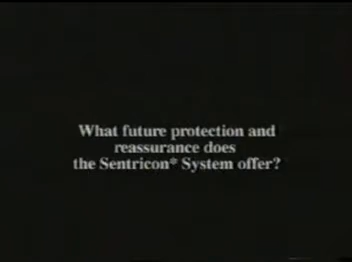 What future protection and
reassurance does
the Sentricon* System offer?